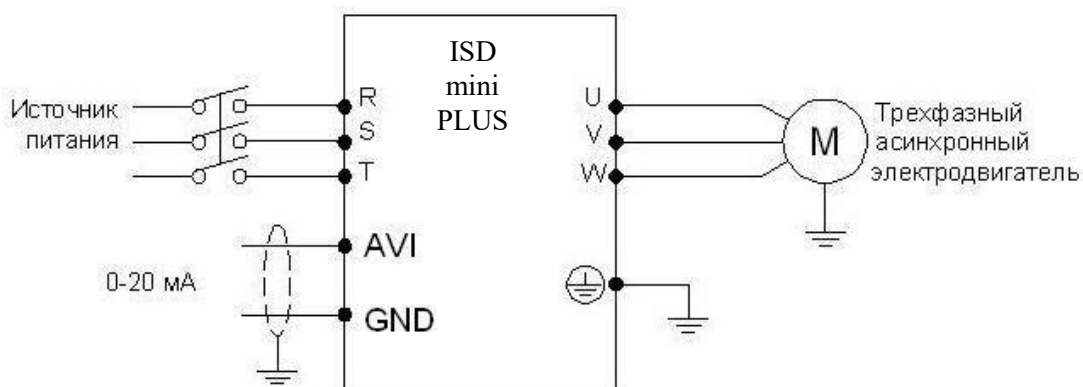 ISD
mini
PLUS
Источник
питания
R
S
T
U
V
W
M
Трехфазный
асинхронный
электродвигатель
AVI
0-20 мА
GND